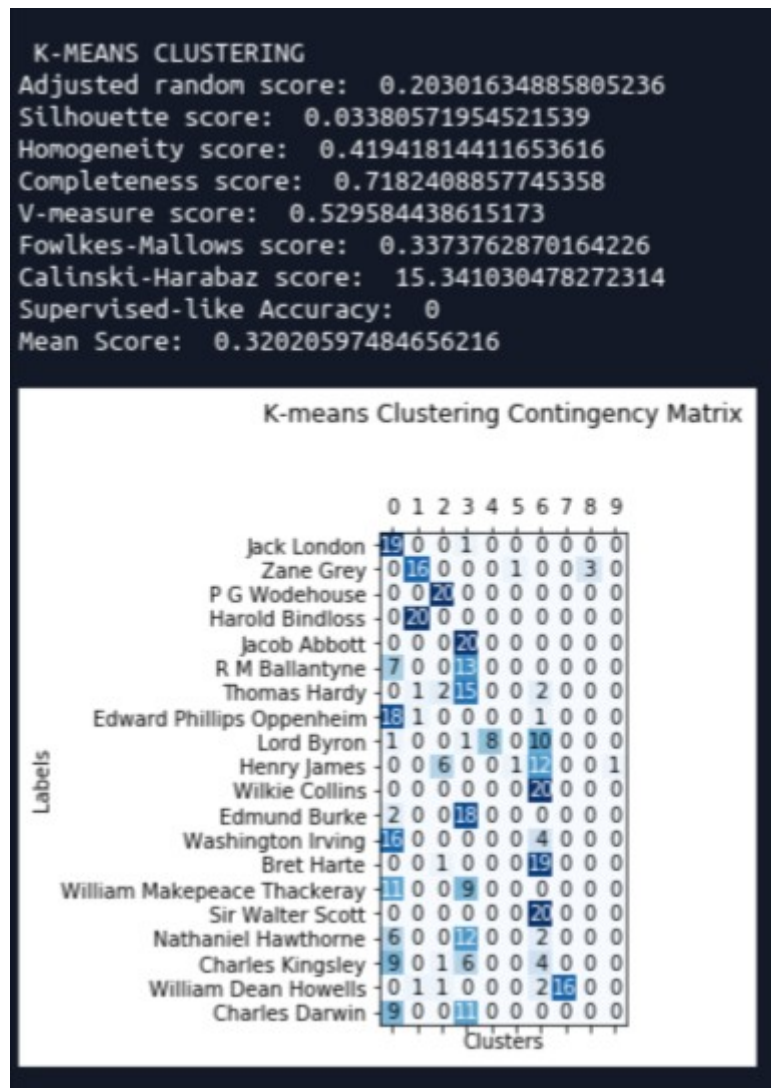 K-MEANS CLUSTERING
Adjusted random score: 0.20301634885805236
Silhouette score: 0.03380571954521539
Homogeneity score: 0.41941814411653616
Completeness score: 0.7182408857745358
V-measure score: 0.529584438615173
Fowlkes-Mallows score: 0.3373762870164226
Calinski-Harabaz score: 15.341030478272314
Supervised-like Accuracy: 0
Mean Score: 0.32020597484656216
K-means Clustering Contingency Matrix
0 1 2 3 4 5 6 7 8 9
Jack London 19 0 0 1 0 0 0 0 0 0
Zane Grey 0 16 0 0 0 1 0 0 3 0
P G Wodehouse 0 0 20 0 0 0 0 0 0 0
Harold Bindloss 0 20 0 0 0 0 0 0 0 0
Jacob Abbott 0 0 0 20 0 0 0 0 0 0
R M Ballantyne 7 0 0 13 0 0 0 0 0 0
Thomas Hardy 0 1 2 15 0 0 2 0 0 0
Edward Phillips Oppenheim 18 1 0 0 0 0 1 0 0 0
Lord Byron 1 0 0 1 8 0 10 0 0 0
Henry James 0 0 6 0 0 1 12 0 0 1
Wilkie Collins 0 0 0 0 0 0 20 0 0 0
Edmund Burke 2 0 0 18 0 0 0 0 0 0
Washington Irving 16 0 0 0 0 0 4 0 0 0
Bret Harte 0 0 1 0 0 0 19 0 0 0
William Makepeace Thackeray 11 0 0 9 0 0 0 0 0 0
Sir Walter Scott 0 0 0 0 0 0 20 0 0 0
Nathaniel Hawthorne 6 0 0 12 0 0 2 0 0 0
Charles Kingsley 9 0 1 6 0 0 4 0 0 0
William Dean Howells 0 1 1 0 0 0 2 16 0 0
Charles Darwin 9 0 0 11 0 0 0 0 0 0
Labels
Clusters